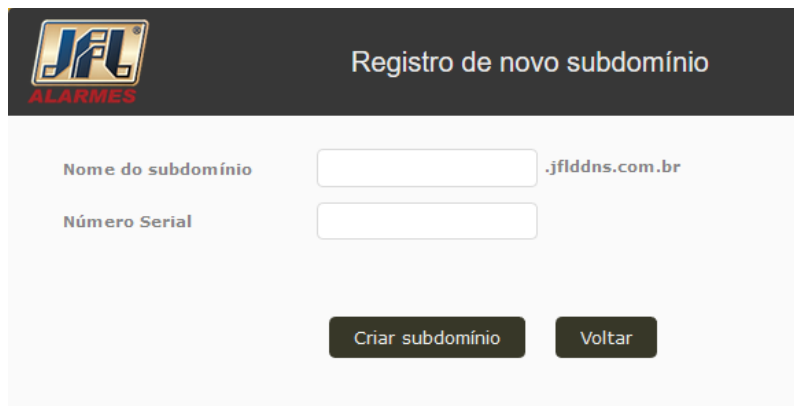 JFL®
ALARMES
Registro de novo subdomínio
Nome do subdomínio .jflddns.com.br
Número Serial
Criar subdomínio Voltar